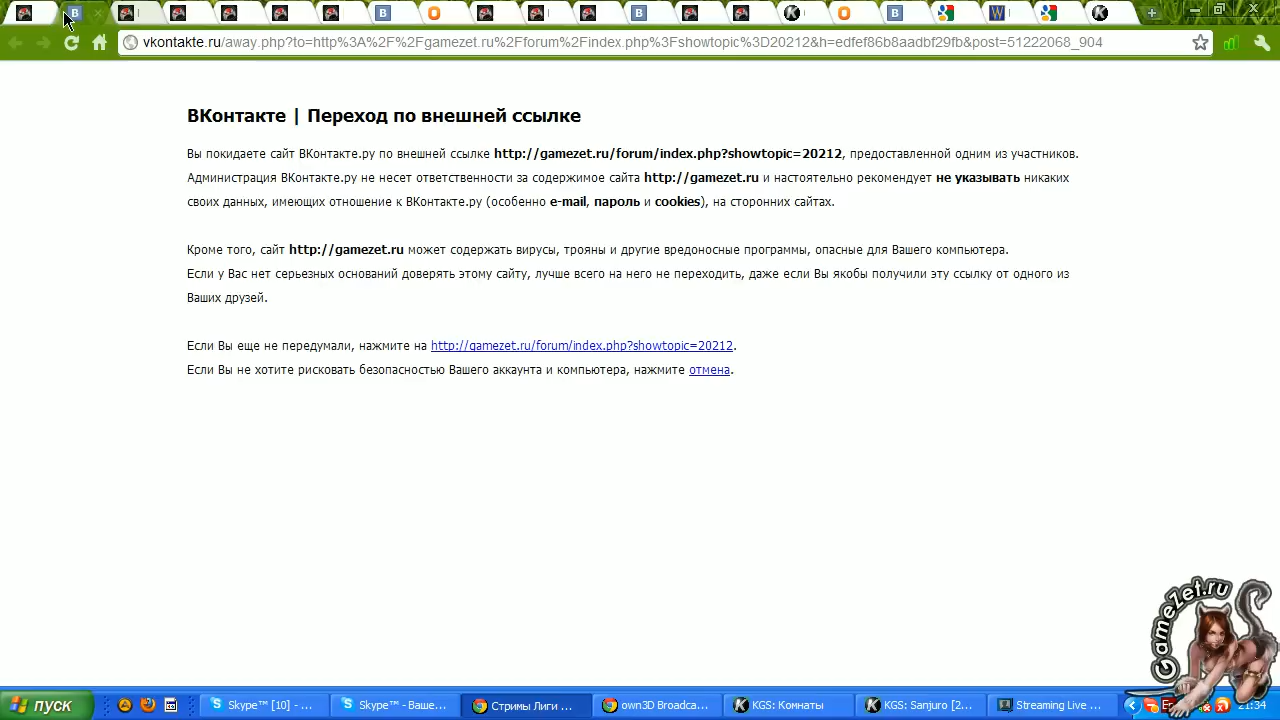 vkontakte.ru/away.php?to=http%3A%2F%2Fgamezet.ru%2Fforum%2Findex.php%3Fshowtopic%3D20212&h=edfef86b8aadbf29fb&post=51222068_904
ВКонтакте | Переход по внешней ссылке
Вы покидаете сайт ВКонтакте.ру по внешней ссылке http://gamezet.ru/forum/index.php?showtopic=20212, предоставленной одним из участников.
Администрация ВКонтакте.ру не несет ответственности за содержимое сайта http://gamezet.ru и настоятельно рекомендует не указывать никаких
своих данных, имеющих отношение к ВКонтакте.ру (особенно e-mail, пароль и cookies), на сторонних сайтах.
Кроме того, сайт http://gamezet.ru может содержать вирусы, трояны и другие вредоносные программы, опасные для Вашего компьютера.
Если у Вас нет серьезных оснований доверять этому сайту, лучше всего на него не переходить, даже если Вы якобы получили эту ссылку от одного из
Ваших друзей.
Если Вы еще не передумали, нажмите на http://gamezet.ru/forum/index.php?showtopic=20212.
Если Вы не хотите рисковать безопасностью Вашего аккаунта и компьютера, нажмите отмена.
GameZet.ru
пуск
Skype™ [10] - ...
Skype™ - Ваше...
Стримы Лиги ...
own3D Broadca...
KGS: Комнаты
KGS: Sanjuro [2...
Streaming Live ...
21:34